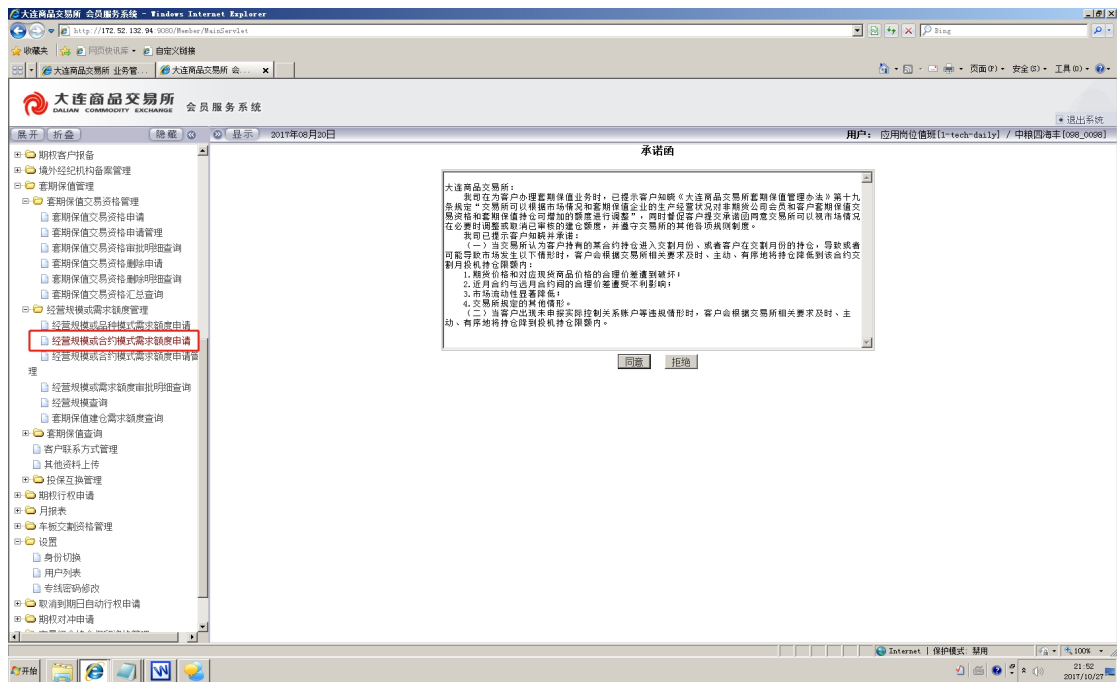 大连商品交易所 会员服务系统 - Windows Internet Explorer
http://172.52.132.94:9080/Member/MainServlet
Bing
收藏夹 网页快讯库 自定义链接
大连商品交易所 业务管... 大连商品交易所 会... x
页面(P) 安全(S) 工具(O)
大连商品交易所
DALIAN COMMODITY EXCHANGE
会员服务系统
退出系统
展开 折叠 隐藏 显示 2017年08月20日 用户： 应用岗位值班[1-tech-daily] / 中粮四海丰[098_0098]
期权客户报备
境外经纪机构备案管理
套期保值管理
套期保值交易资格管理
套期保值交易资格申请
套期保值交易资格申请管理
套期保值交易资格审批明细查询
套期保值交易资格删除申请
套期保值交易资格删除明细查询
套期保值交易资格汇总查询
经营规模或需求额度管理
经营规模或品种模式需求额度申请
经营规模或合约模式需求额度申请
经营规模或合约模式需求额度申请管
理
经营规模或需求额度审批明细查询
经营规模查询
套期保值建仓需求额度查询
套期保值查询
客户联系方式管理
其他资料上传
投保互换管理
期权行权申请
月报表
车板交割资格管理
设置
身份切换
用户列表
专线密码修改
取消到期日自动行权申请
期权对冲申请
承诺函
大连商品交易所：
我司在为客户办理套期保值业务时，已提示客户知晓《大连商品交易所套期保值管理办法》第十九
条规定“交易所可以根据市场情况和套期保值企业的生产经营状况对非期货公司会员和客户套期保值交
易资格和套期保值持仓可增加的额度进行调整”，同时督促客户提交承诺函同意交易所可以视市场情况
在必要时调整或取消已审核的建仓额度，并遵守交易所的其他各项规则制度。
我司已提示客户知晓并承诺：
（一）当交易所认为客户持有的某合约持仓进入交割月份、或者客户在交割月份的持仓，导致或者
可能导致市场发生以下情形时，客户会根据交易所相关要求及时、主动、有序地将持仓降低到该合约交
割月投机持仓限额内：
1.期货价格和对应现货商品价格的合理价差遭到破坏；
2.近月合约与远月合约间的合理价差遭受不利影响；
3.市场流动性显著降低；
4.交易所规定的其他情形。
（二）当客户出现未申报实际控制关系账户等违规情形时，客户会根据交易所相关要求及时、主
动、有序地将持仓降到投机持仓限额内。
同意 拒绝
Internet | 保护模式: 禁用 100%
开始 21:52
2017/10/27